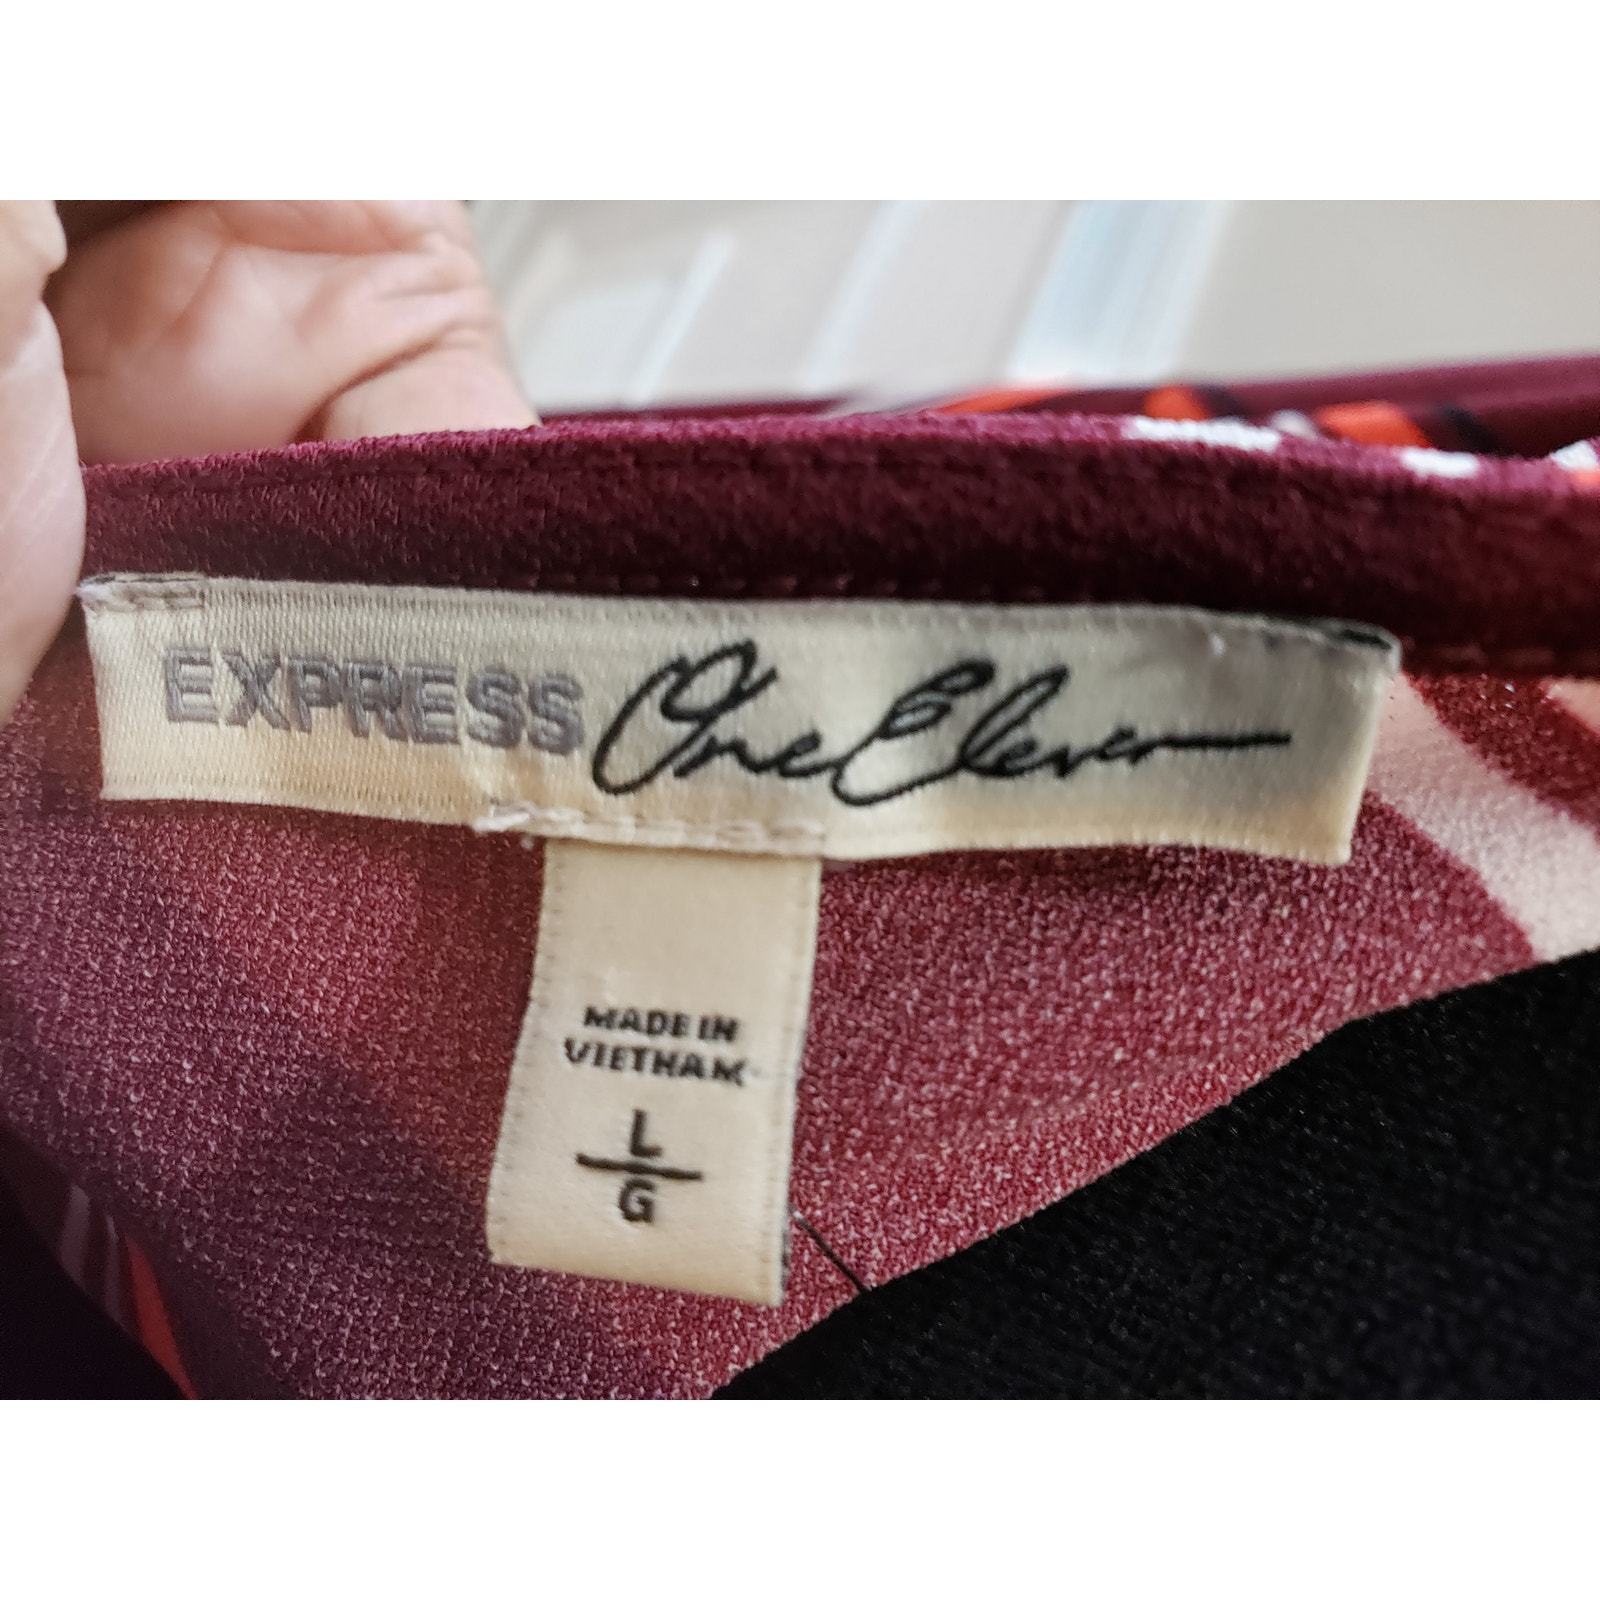 EXPRESS One Eleven
MADE IN
VIETNAM
L
G